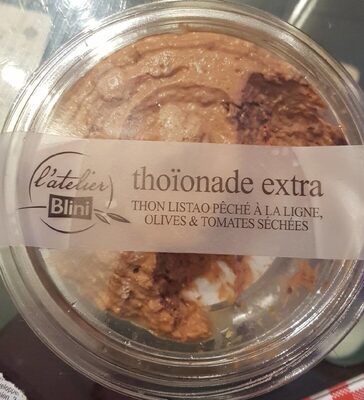 l'atelier
Blini
thoïonade extra
THON LISTAO PÊCHÉ À LA LIGNE,
OLIVES & TOMATES SÉCHÉES